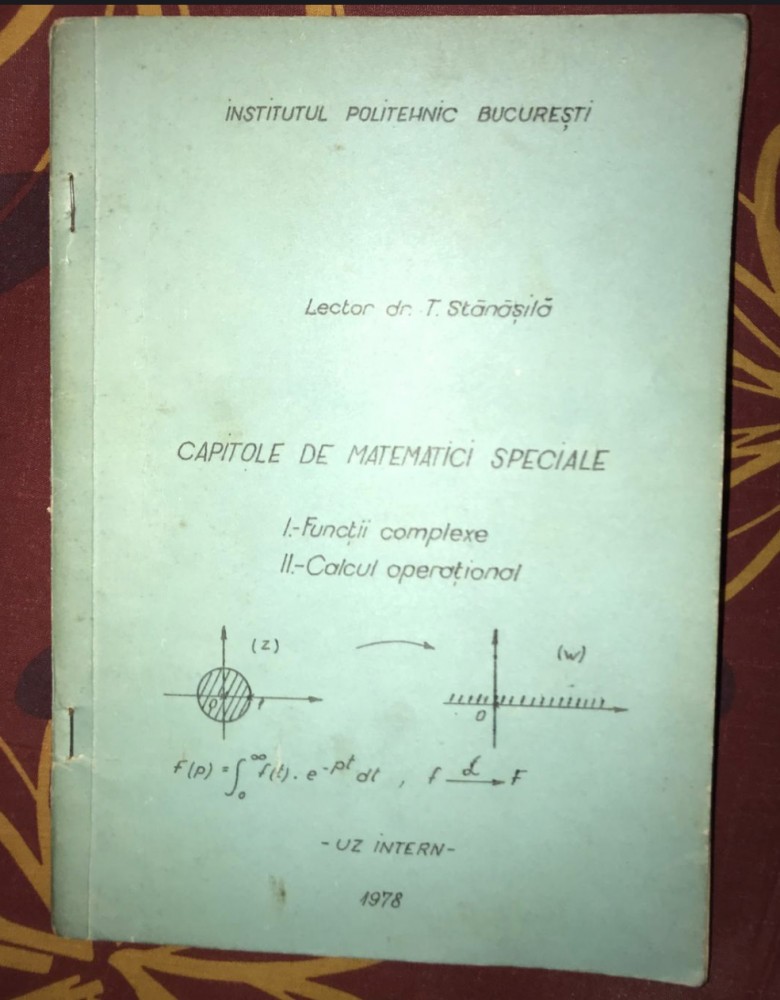 INSTITUTUL POLITEHNIC BUCUREȘTI
Lector dr. T. Stănășilă
CAPITOLE DE MATEMATICI SPECIALE
I.-Funcții complexe
II.-Calcul operațional
(z) (w)
0 1 0
F(p) = ∫₀^∞ f(t). e^-pt dt , f ℒ→ F
- UZ INTERN -
1978